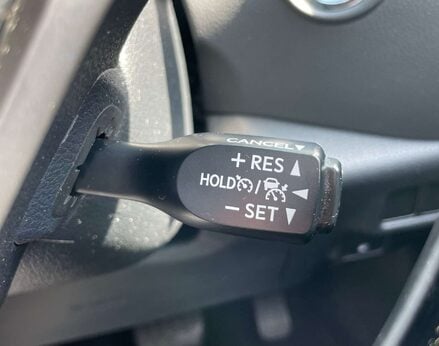 CANCEL▼
+ RES ▲
HOLD / ◀
− SET ▼